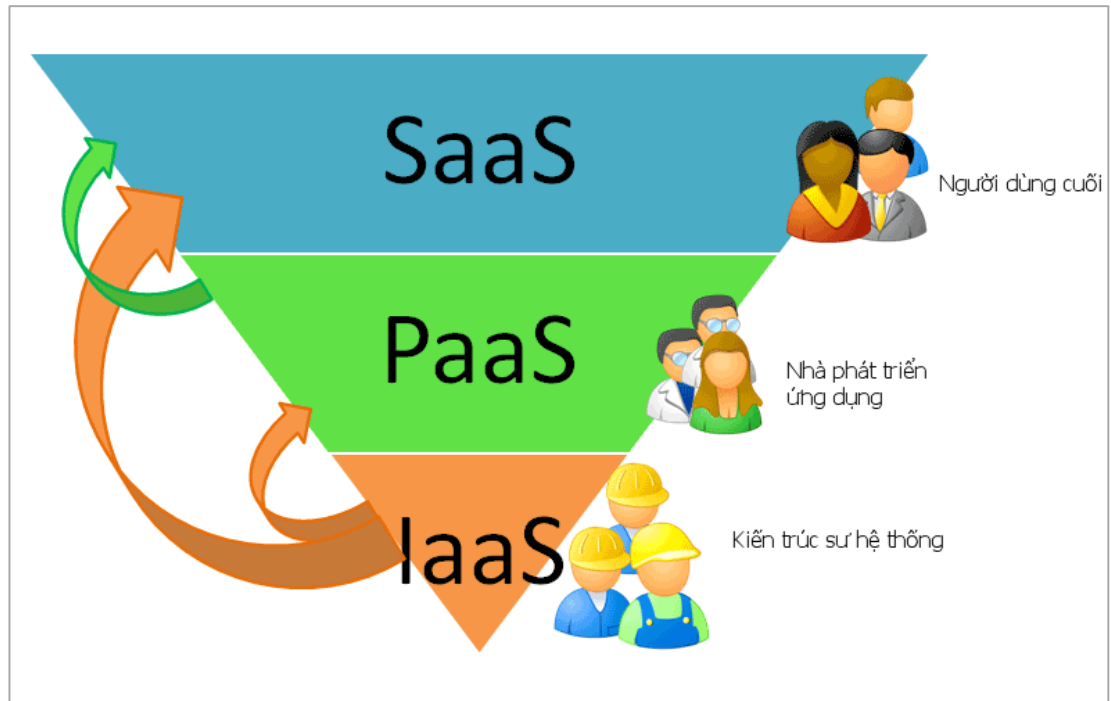 SaaS
Người dùng cuối
PaaS
Nhà phát triển
ứng dụng
IaaS
Kiến trúc sư hệ thống